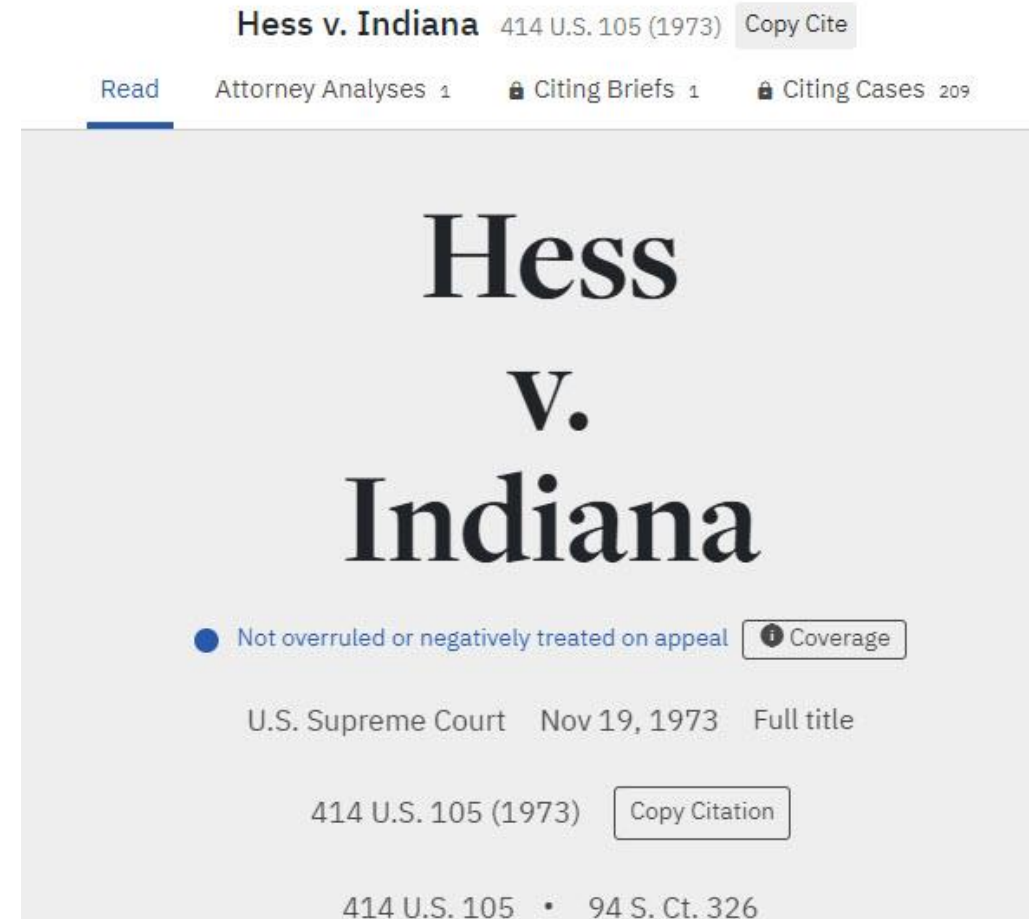 Hess v. Indiana 414 U.S. 105 (1973) Copy Cite
Read Attorney Analyses 1 Citing Briefs 1 Citing Cases 209
Hess
v.
Indiana
Not overruled or negatively treated on appeal Coverage
U.S. Supreme Court Nov 19, 1973 Full title
414 U.S. 105 (1973) Copy Citation
414 U.S. 105 • 94 S. Ct. 326